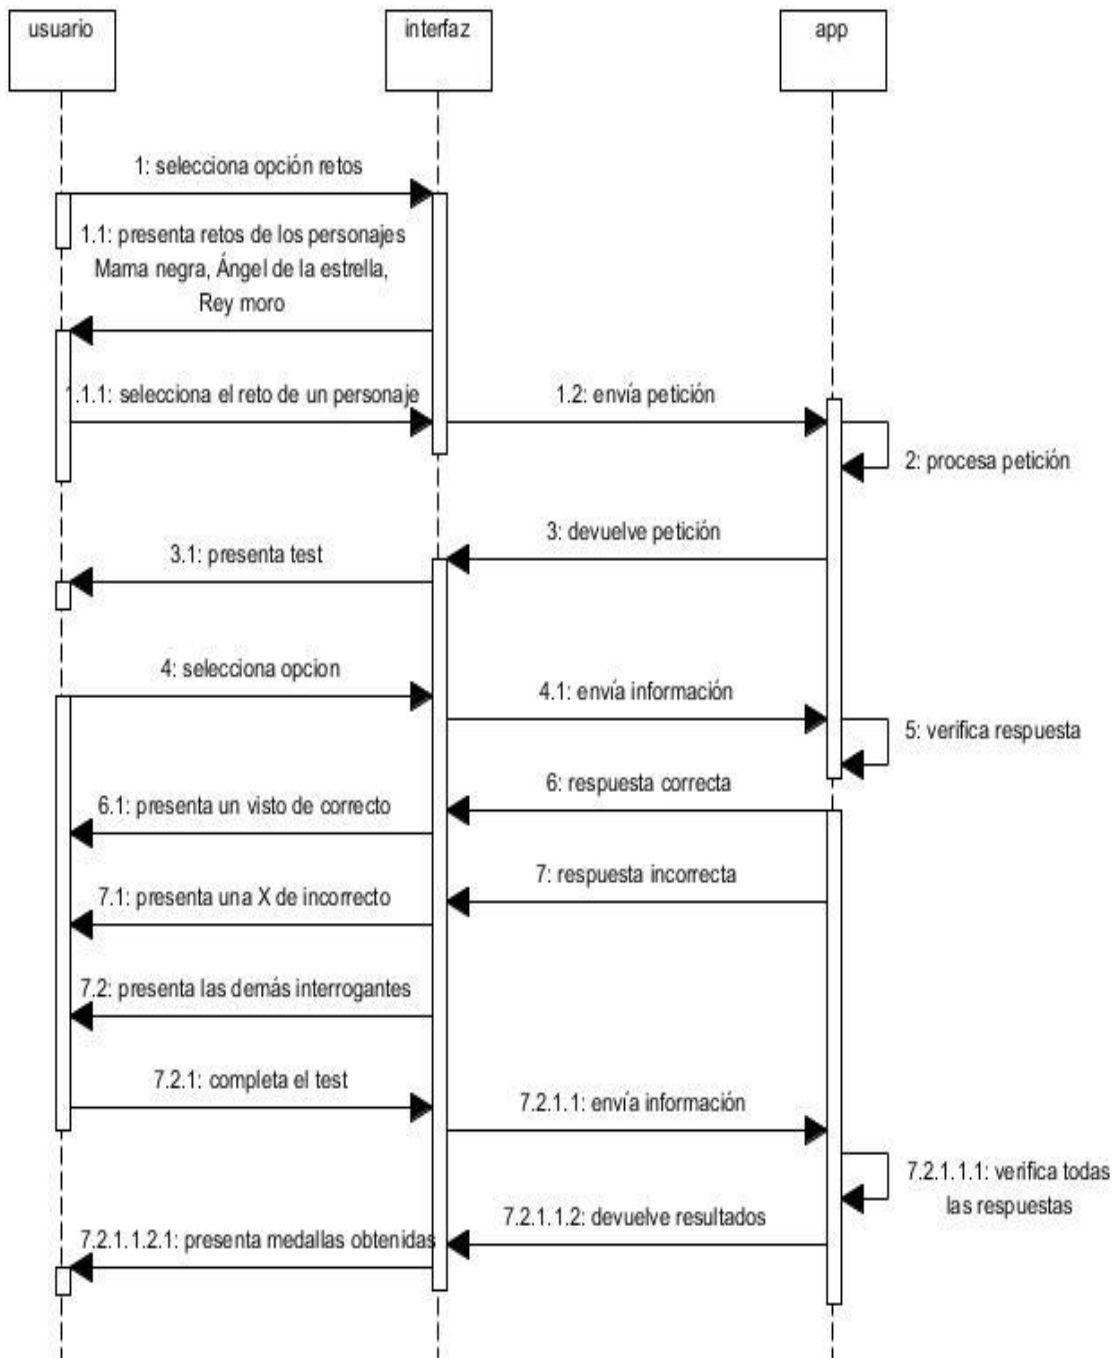 usuario
interfaz
app
1: selecciona opción retos
1.1: presenta retos de los personajes
Mama negra, Ángel de la estrella,
Rey moro
1.1.1: selecciona el reto de un personaje
1.2: envía petición
2: procesa petición
3: devuelve petición
3.1: presenta test
4: selecciona opcion
4.1: envía información
5: verifica respuesta
6: respuesta correcta
6.1: presenta un visto de correcto
7: respuesta incorrecta
7.1: presenta una X de incorrecto
7.2: presenta las demás interrogantes
7.2.1: completa el test
7.2.1.1: envía información
7.2.1.1.1: verifica todas
las respuestas
7.2.1.1.2: devuelve resultados
7.2.1.1.2.1: presenta medallas obtenidas